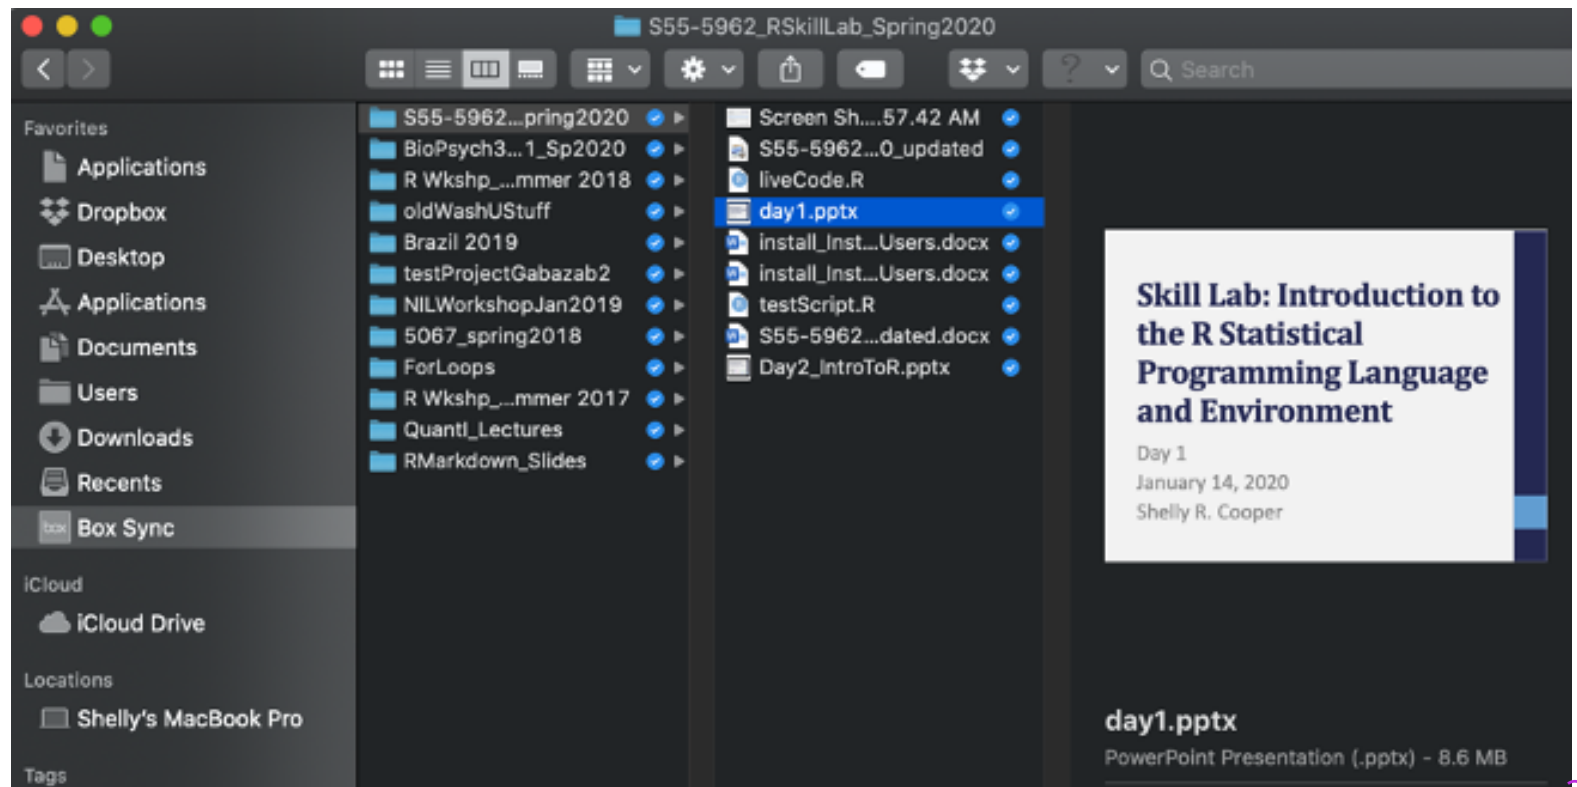 S55-5962_RSkillLab_Spring2020
Search
Favorites
Applications
Dropbox
Desktop
Applications
Documents
Users
Downloads
Recents
box Box Sync
iCloud
iCloud Drive
Locations
Shelly's MacBook Pro
Tags
S55-5962...pring2020
BioPsych3...1_Sp2020
R Wkshp_...mmer 2018
oldWashUStuff
Brazil 2019
testProjectGabazab2
NILWorkshopJan2019
5067_spring2018
ForLoops
R Wkshp_...mmer 2017
QuantI_Lectures
RMarkdown_Slides
Screen Sh....57.42 AM
S55-5962...0_updated
liveCode.R
day1.pptx
install_Inst...Users.docx
install_Inst...Users.docx
testScript.R
S55-5962...dated.docx
Day2_IntroToR.pptx
Skill Lab: Introduction to
the R Statistical
Programming Language
and Environment
Day 1
January 14, 2020
Shelly R. Cooper
day1.pptx
PowerPoint Presentation (.pptx) - 8.6 MB